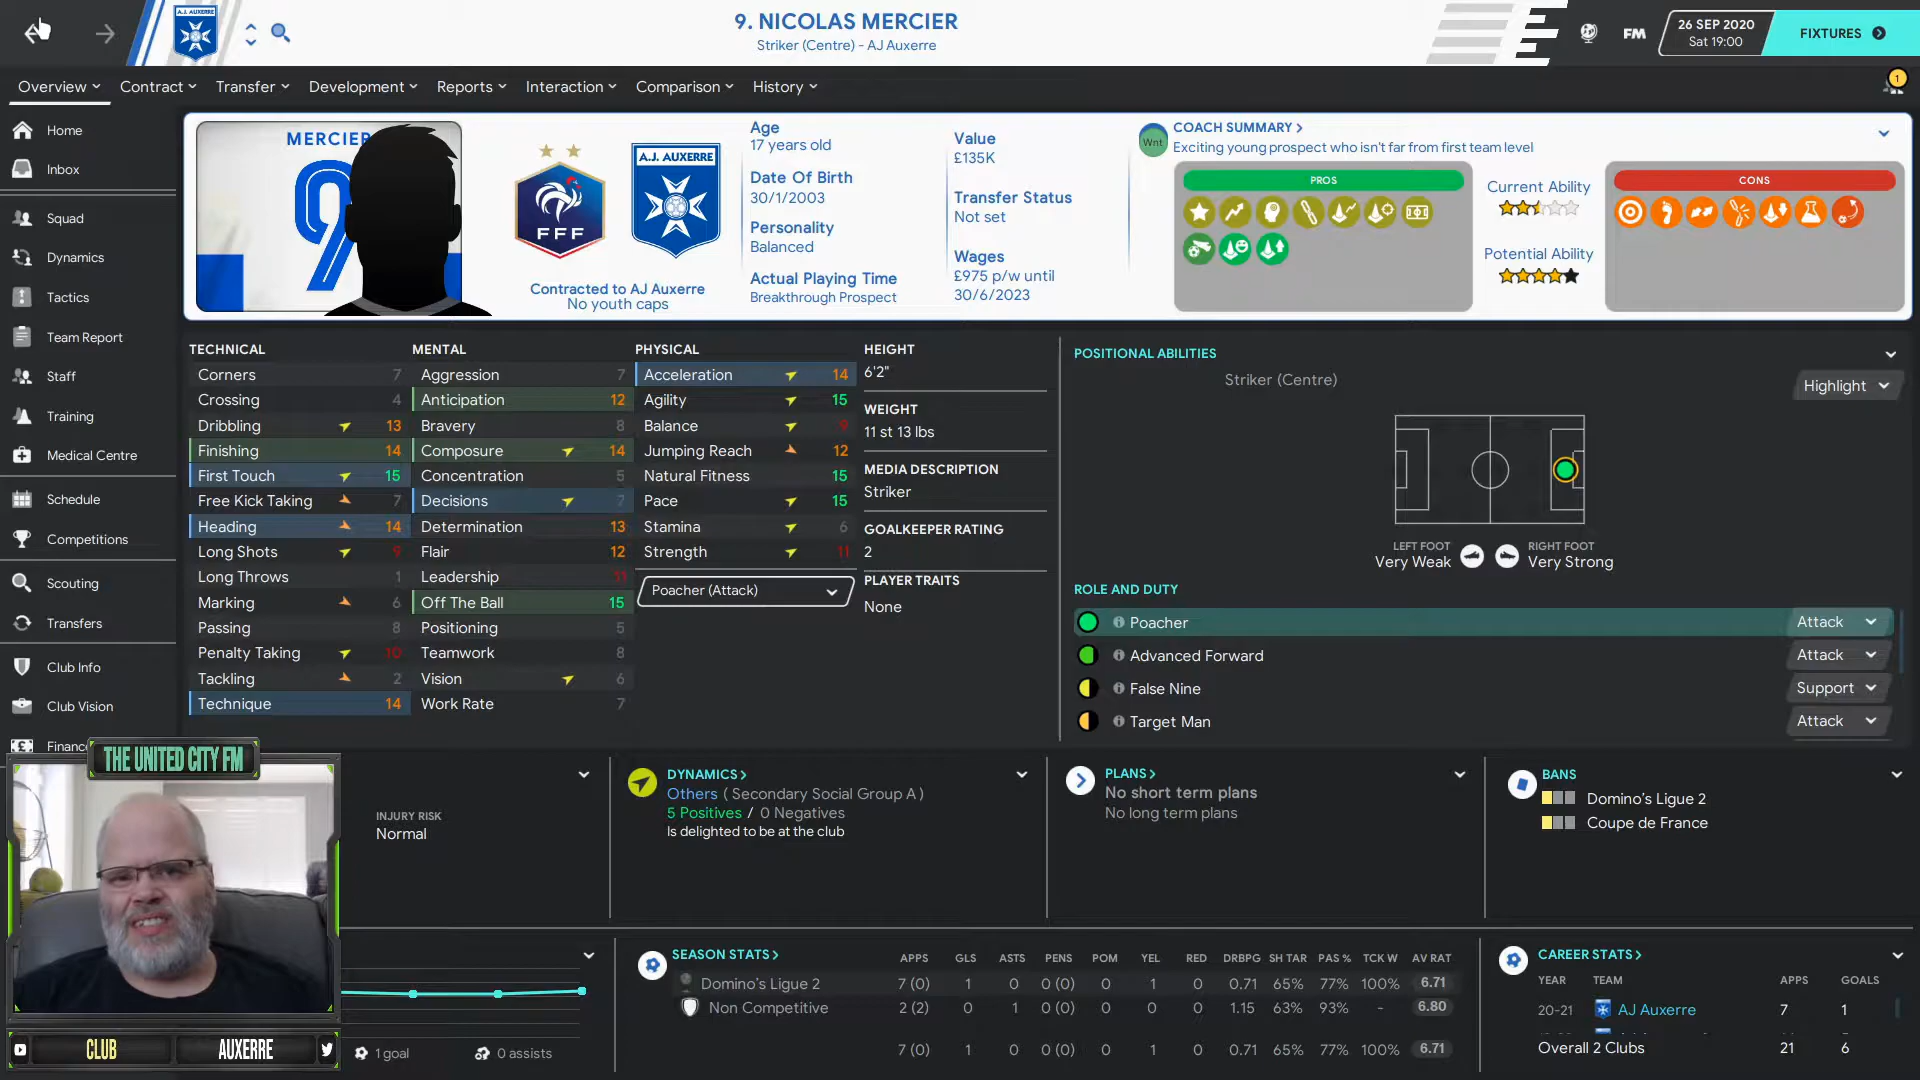 9. NICOLAS MERCIER
Striker (Centre) - AJ Auxerre
A.J. AUXERRE
FM
26 SEP 2020
Sat 19:00
FIXTURES
Overview
Contract
Transfer
Development
Reports
Interaction
Comparison
History
1
Home
Inbox
Squad
Dynamics
Tactics
Team Report
Staff
Training
Medical Centre
Schedule
Competitions
Scouting
Transfers
Club Info
Club Vision
MERCIER
9
FFF
A.J. AUXERRE
Contracted to AJ Auxerre
No youth caps
Age
17 years old
Date Of Birth
30/1/2003
Personality
Balanced
Actual Playing Time
Breakthrough Prospect
Value
£135K
Transfer Status
Not set
Wages
£975 p/w until
30/6/2023
Wnt
COACH SUMMARY
Exciting young prospect who isn't far from first team level
PROS
Current Ability
Potential Ability
CONS
TECHNICAL
Corners 7
Crossing 4
Dribbling 13
Finishing 14
First Touch 15
Free Kick Taking 7
Heading 14
Long Shots 9
Long Throws 1
Marking 6
Passing 8
Penalty Taking 10
Tackling 2
Technique 14
MENTAL
Aggression 7
Anticipation 12
Bravery 8
Composure 14
Concentration 5
Decisions 7
Determination 13
Flair 12
Leadership 11
Off The Ball 15
Positioning 5
Teamwork 8
Vision 6
Work Rate 7
PHYSICAL
Acceleration 14
Agility 15
Balance 9
Jumping Reach 12
Natural Fitness 15
Pace 15
Stamina 6
Strength 11
Poacher (Attack)
HEIGHT
6'2"
WEIGHT
11 st 13 lbs
MEDIA DESCRIPTION
Striker
GOALKEEPER RATING
2
PLAYER TRAITS
None
POSITIONAL ABILITIES
Striker (Centre)
Highlight
LEFT FOOT
Very Weak
RIGHT FOOT
Very Strong
ROLE AND DUTY
Poacher Attack
Advanced Forward Attack
False Nine Support
Target Man Attack
THE UNITED CITY FM
INJURY RISK
Normal
DYNAMICS
Others ( Secondary Social Group A )
5 Positives / 0 Negatives
Is delighted to be at the club
PLANS
No short term plans
No long term plans
BANS
Domino's Ligue 2
Coupe de France
1 goal
0 assists
CLUB
AUXERRE
SEASON STATS APPS GLS ASTS PENS POM YEL RED DRBPG SH TAR PAS % TCK W AV RAT
Domino's Ligue 2 7 (0) 1 0 0 (0) 0 1 0 0.71 65% 77% 100% 6.71
Non Competitive 2 (2) 0 1 0 (0) 0 0 0 1.15 63% 93% - 6.80
7 (0) 1 0 0 (0) 0 1 0 0.71 65% 77% 100% 6.71
CAREER STATS
YEAR TEAM APPS GOALS
20-21 AJ Auxerre 7 1
Overall 2 Clubs 21 6